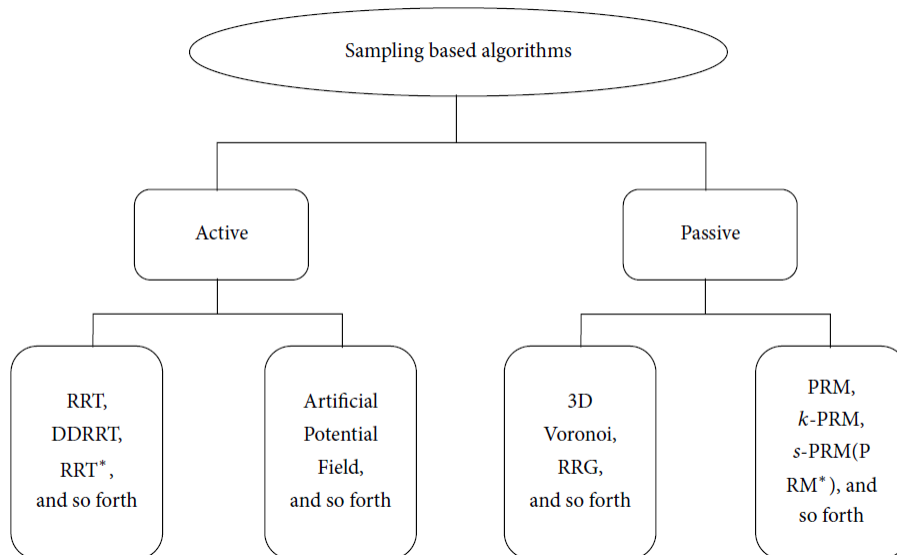 Sampling based algorithms
Active
Passive
RRT,
DDRRT,
RRT*,
and so forth
Artificial
Potential
Field,
and so forth
3D
Voronoi,
RRG,
and so forth
PRM,
k-PRM,
s-PRM(P
RM*), and
so forth